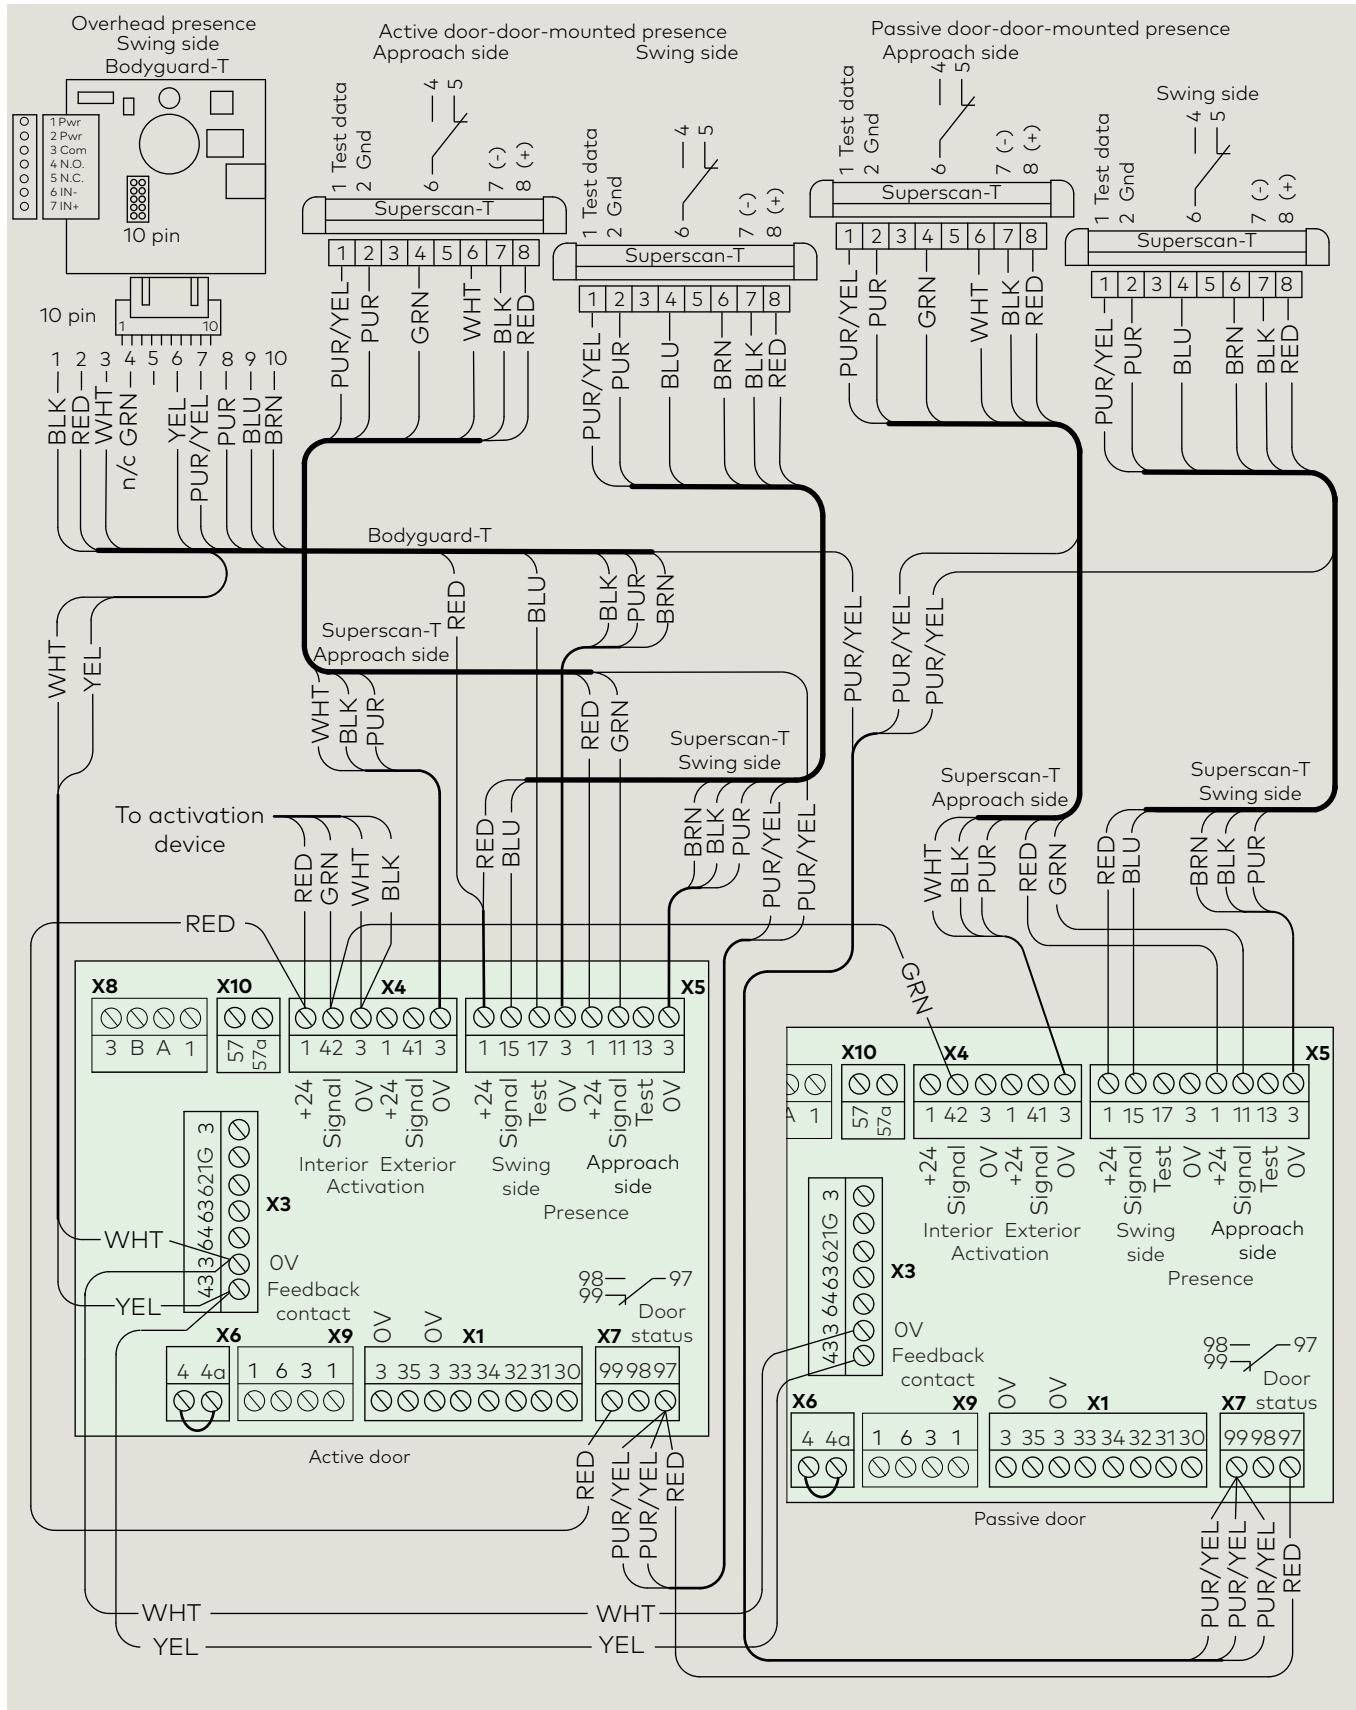 Overhead presence
Swing side
Bodyguard-T
Active door-door-mounted presence
Approach side
Swing side
Passive door-door-mounted presence
Approach side
Swing side
1 Pwr
2 Pwr
3 Com
4 N.O.
5 N.C.
6 IN-
7 IN+
10 pin
10 pin
1 10
1 Test data
2 Gnd
4
5
6
7 (-)
8 (+)
Superscan-T
1 2 3 4 5 6 7 8
PUR/YEL PUR GRN WHT BLK RED
1 Test data
2 Gnd
4
5
6
7 (-)
8 (+)
Superscan-T
1 2 3 4 5 6 7 8
PUR/YEL PUR BLU BRN BLK RED
1 Test data
2 Gnd
4
5
6
7 (-)
8 (+)
Superscan-T
1 2 3 4 5 6 7 8
PUR/YEL PUR GRN WHT BLK RED
1 Test data
2 Gnd
4
5
6
7 (-)
8 (+)
Superscan-T
1 2 3 4 5 6 7 8
PUR/YEL PUR BLU BRN BLK RED
1 2 3 4 5 6 7 8 9 10
BLK RED WHT n/c GRN YEL PUR/YEL PUR BLU BRN
Bodyguard-T
RED BLU BLK PUR BRN
PUR/YEL PUR/YEL PUR/YEL
WHT YEL
Superscan-T
Approach side
WHT BLK PUR RED GRN
Superscan-T
Swing side
RED BLU BRN BLK PUR PUR/YEL PUR/YEL
Superscan-T
Approach side
WHT BLK PUR RED GRN
Superscan-T
Swing side
RED BLU BRN BLK PUR
To activation
device
RED GRN WHT BLK
RED
GRN
X8 X10 X4 X5
3 B A 1
57 57a
1 42 3 1 41 3
1 15 17 3 1 11 13 3
+24 Signal 0V +24 Signal 0V
+24 Signal Test 0V +24 Signal Test 0V
Interior Exterior
Activation
Swing
side
Approach
side
Presence
3 1G 62 63 64 3 43
X3
WHT
0V
YEL
Feedback
contact
98 97
99
Door
status
X6 X9 X1 X7
0V 0V
4 4a
1 6 3 1
3 35 3 33 34 32 31 30
99 98 97
Active door
RED PUR/YEL PUR/YEL RED
X10 X4 X5
A 1
57 57a
1 42 3 1 41 3
1 15 17 3 1 11 13 3
+24 Signal 0V +24 Signal 0V
+24 Signal Test 0V +24 Signal Test 0V
Interior Exterior
Activation
Swing
side
Approach
side
Presence
3 1G 62 63 64 3 43
X3
0V
Feedback
contact
98 97
99
Door
status
X6 X9 X1 X7
0V 0V
4 4a
1 6 3 1
3 35 3 33 34 32 31 30
99 98 97
Passive door
PUR/YEL PUR/YEL PUR/YEL RED
WHT WHT
YEL YEL